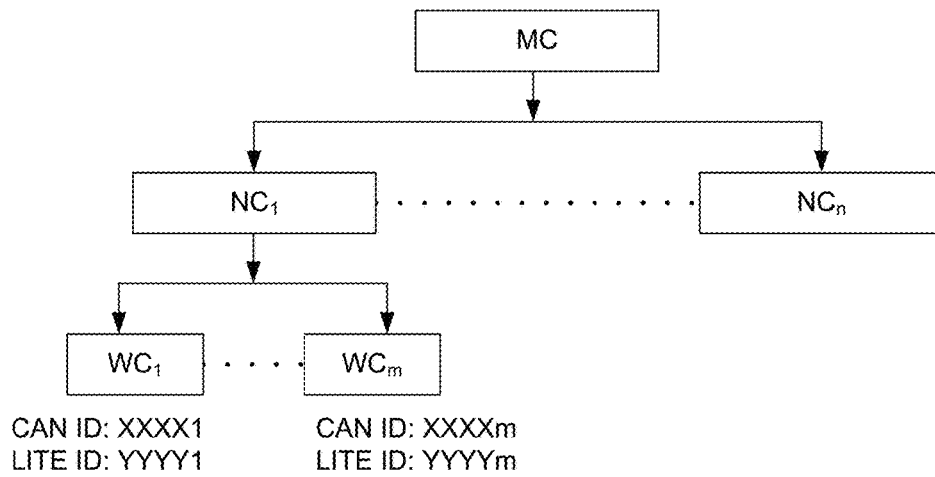 MC
NC₁ NCₙ
WC₁ WCₘ
CAN ID: XXXX1 CAN ID: XXXXm
LITE ID: YYYY1 LITE ID: YYYYm